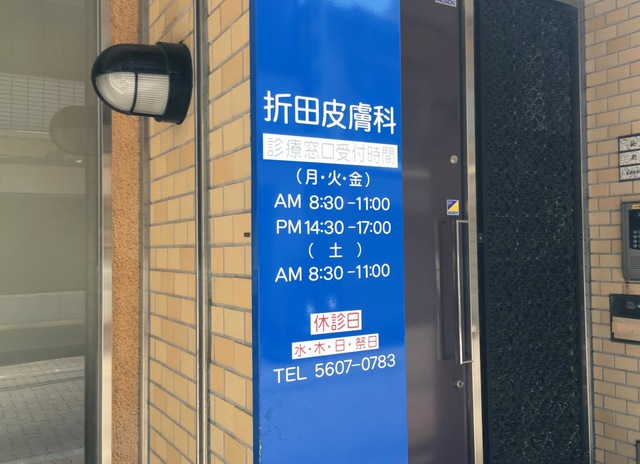 折田皮膚科
診療窓口受付時間
(月・火・金)
AM 8:30-11:00
PM 14:30-17:00
( 土 )
AM 8:30-11:00
休診日
水・木・日・祭日
TEL 5607-0783